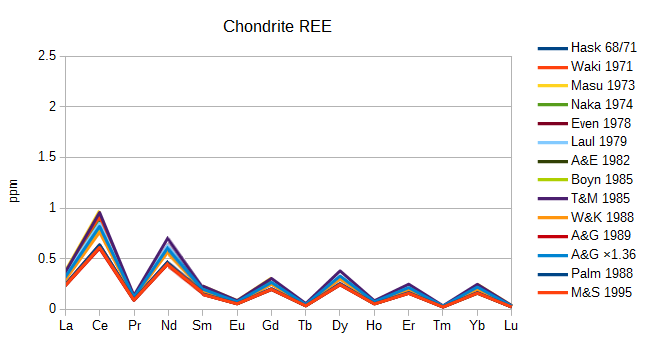 Chondrite REE
2.5
2
1.5
1
0.5
0
ppm
La Ce Pr Nd Sm Eu Gd Tb Dy Ho Er Tm Yb Lu
Hask 68/71
Waki 1971
Masu 1973
Naka 1974
Even 1978
Laul 1979
A&E 1982
Boyn 1985
T&M 1985
W&K 1988
A&G 1989
A&G ×1.36
Palm 1988
M&S 1995